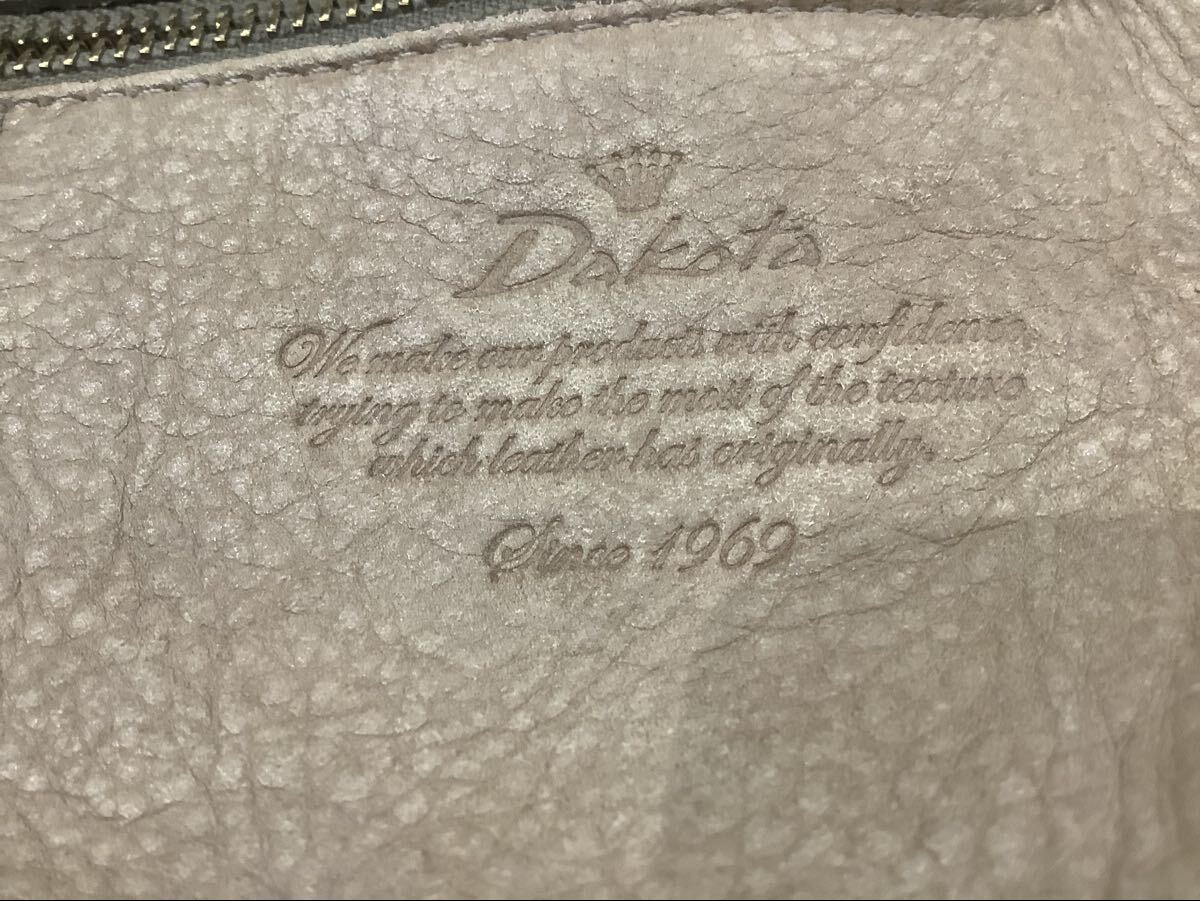 Dakota
We make our products with confidence,
trying to make the most of the texture
which leather has originally.
Since 1969